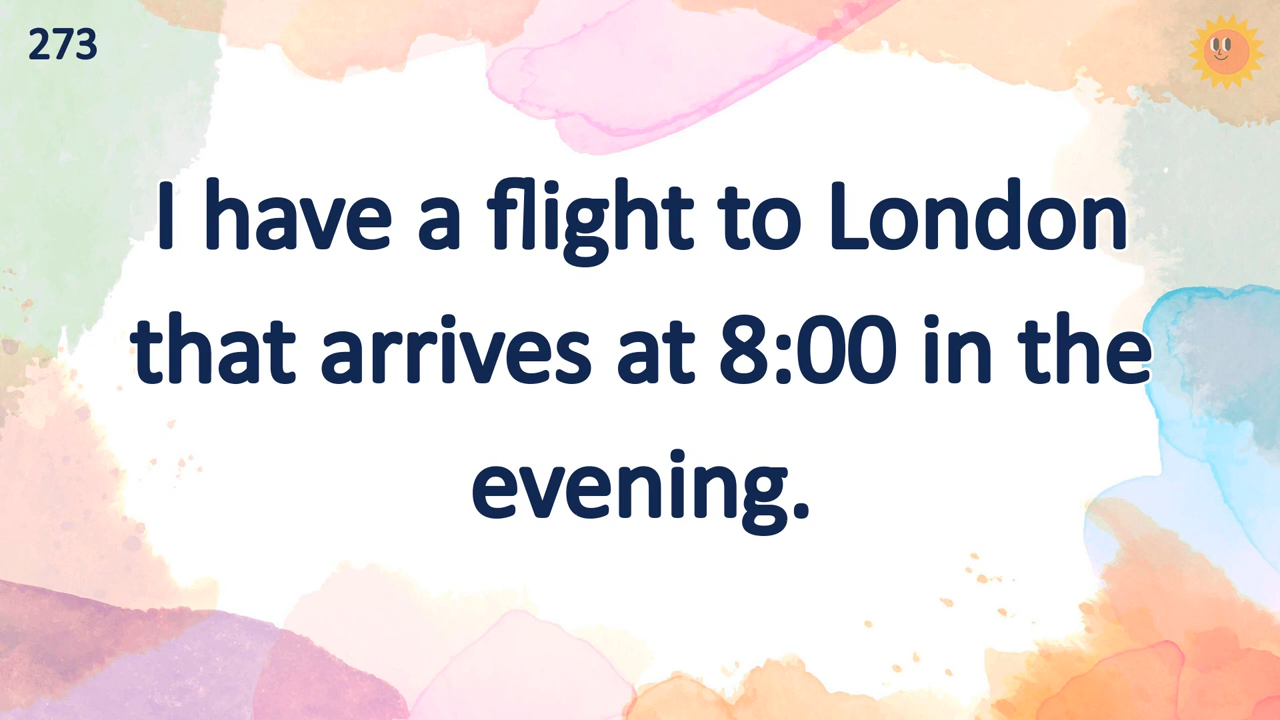 273
I have a flight to London
that arrives at 8:00 in the
evening.